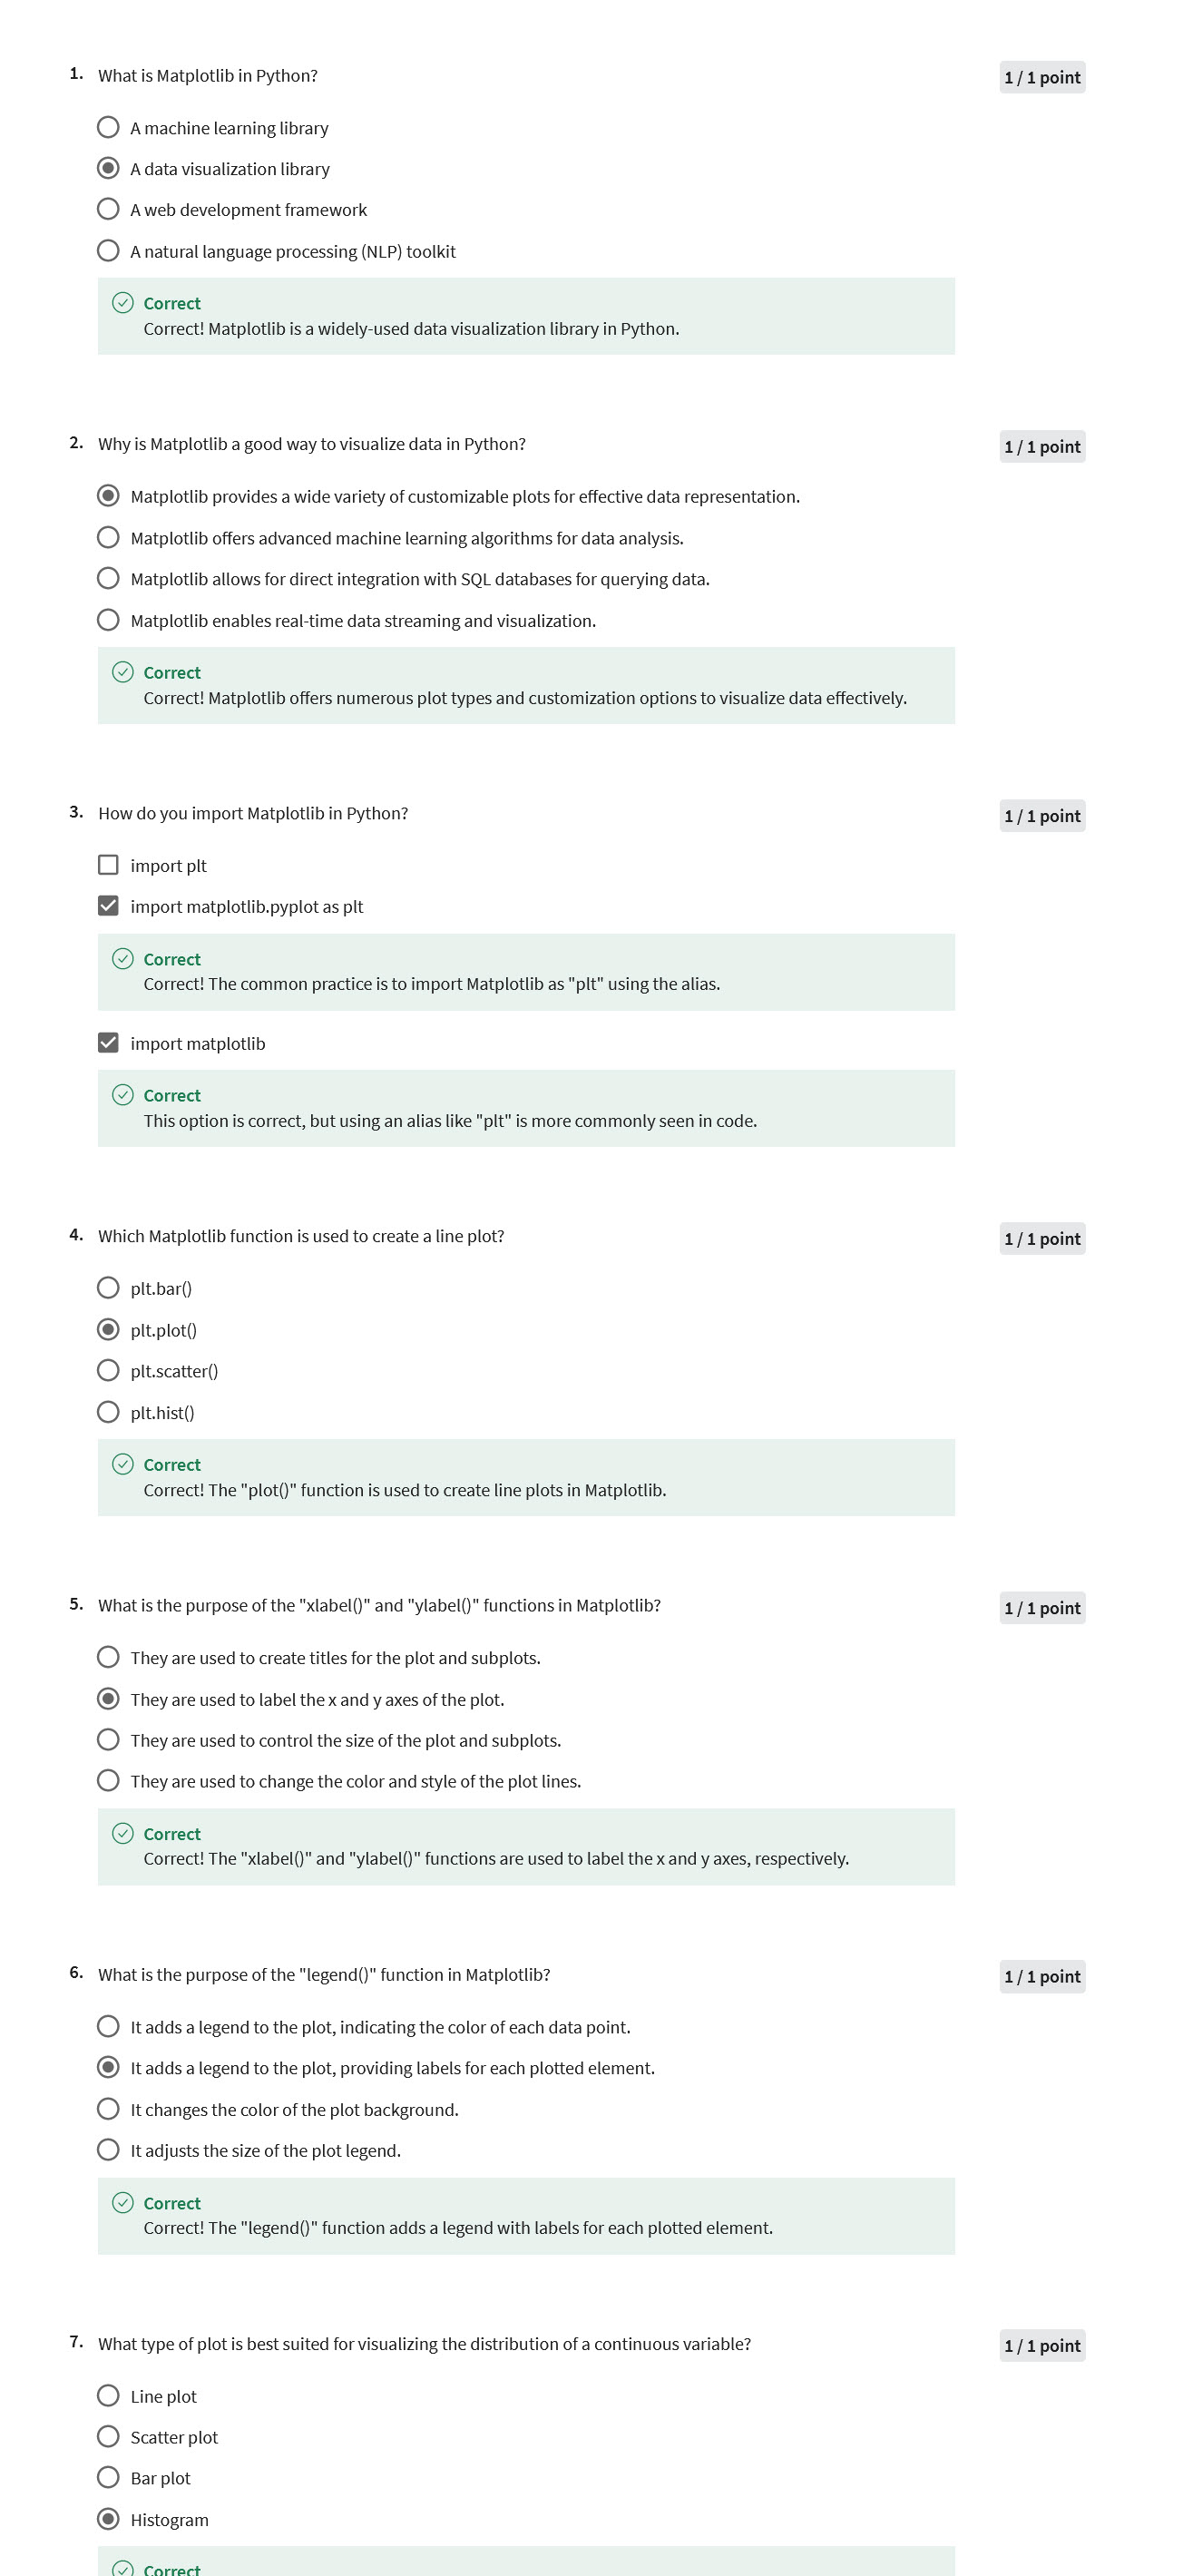 1. What is Matplotlib in Python?
1 / 1 point
A machine learning library
A data visualization library
A web development framework
A natural language processing (NLP) toolkit
Correct
Correct! Matplotlib is a widely-used data visualization library in Python.
2. Why is Matplotlib a good way to visualize data in Python?
1 / 1 point
Matplotlib provides a wide variety of customizable plots for effective data representation.
Matplotlib offers advanced machine learning algorithms for data analysis.
Matplotlib allows for direct integration with SQL databases for querying data.
Matplotlib enables real-time data streaming and visualization.
Correct
Correct! Matplotlib offers numerous plot types and customization options to visualize data effectively.
3. How do you import Matplotlib in Python?
1 / 1 point
import plt
import matplotlib.pyplot as plt
Correct
Correct! The common practice is to import Matplotlib as "plt" using the alias.
import matplotlib
Correct
This option is correct, but using an alias like "plt" is more commonly seen in code.
4. Which Matplotlib function is used to create a line plot?
1 / 1 point
plt.bar()
plt.plot()
plt.scatter()
plt.hist()
Correct
Correct! The "plot()" function is used to create line plots in Matplotlib.
5. What is the purpose of the "xlabel()" and "ylabel()" functions in Matplotlib?
1 / 1 point
They are used to create titles for the plot and subplots.
They are used to label the x and y axes of the plot.
They are used to control the size of the plot and subplots.
They are used to change the color and style of the plot lines.
Correct
Correct! The "xlabel()" and "ylabel()" functions are used to label the x and y axes, respectively.
6. What is the purpose of the "legend()" function in Matplotlib?
1 / 1 point
It adds a legend to the plot, indicating the color of each data point.
It adds a legend to the plot, providing labels for each plotted element.
It changes the color of the plot background.
It adjusts the size of the plot legend.
Correct
Correct! The "legend()" function adds a legend with labels for each plotted element.
7. What type of plot is best suited for visualizing the distribution of a continuous variable?
1 / 1 point
Line plot
Scatter plot
Bar plot
Histogram
Correct